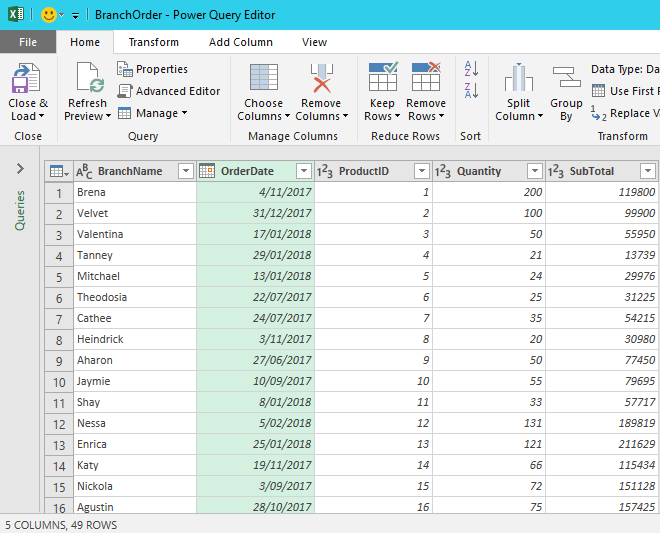 BranchOrder - Power Query Editor
File Home Transform Add Column View
Close & Load
Refresh Preview
Properties
Advanced Editor
Manage
Choose Columns
Remove Columns
Keep Rows
Remove Rows
A Z
Z A
Split Column
Group By
Data Type: Da
Use First R
1 2 Replace Va
Close Query Manage Columns Reduce Rows Sort Transform
Queries
ABC BranchName OrderDate 123 ProductID 123 Quantity 123 SubTotal
1 Brena 4/11/2017 1 200 119800
2 Velvet 31/12/2017 2 100 99900
3 Valentina 17/01/2018 3 50 55950
4 Tanney 29/01/2018 4 21 13739
5 Mitchael 13/01/2018 5 24 29976
6 Theodosia 22/07/2017 6 25 31225
7 Cathee 24/07/2017 7 35 54215
8 Heindrick 3/11/2017 8 20 30980
9 Aharon 27/06/2017 9 50 77450
10 Jaymie 10/09/2017 10 55 79695
11 Shay 8/01/2018 11 33 57717
12 Nessa 5/02/2018 12 131 189819
13 Enrica 25/01/2018 13 121 211629
14 Katy 19/11/2017 14 66 115434
15 Nickola 3/09/2017 15 72 151128
16 Agustin 28/10/2017 16 75 157425
5 COLUMNS, 49 ROWS